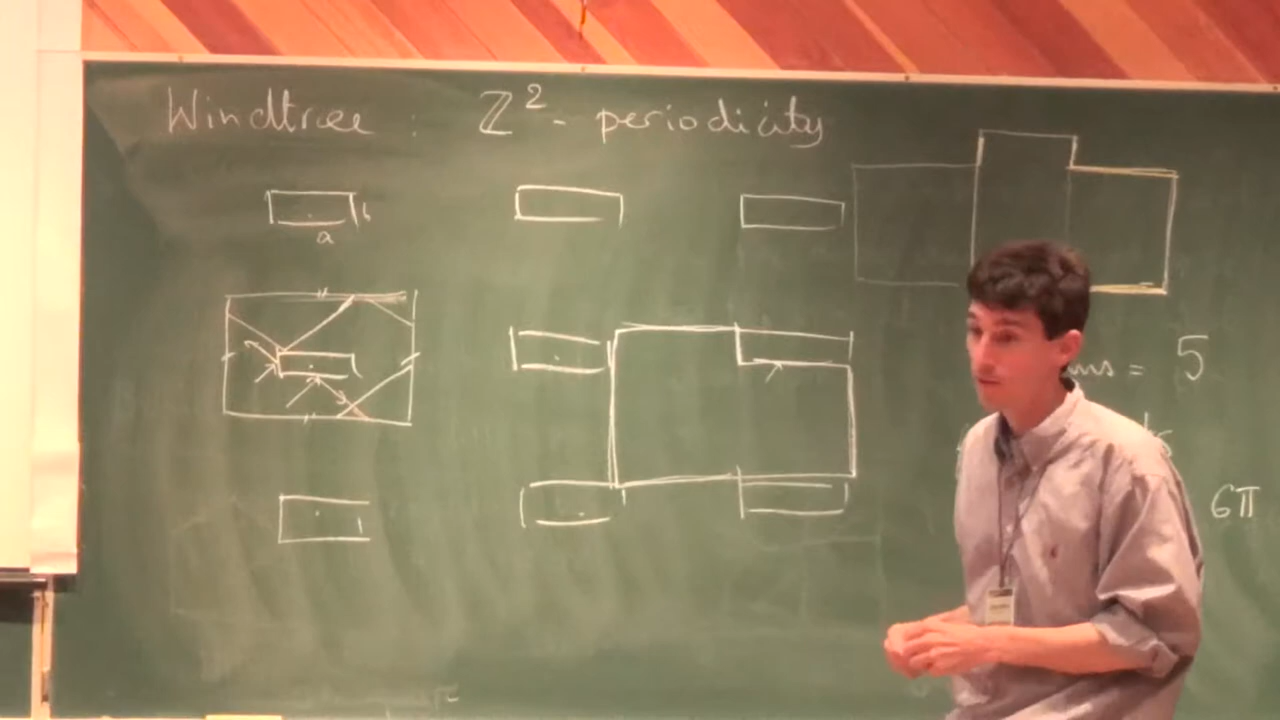 Windtree : ℤ² - periodicity
b
a
= 5
6π